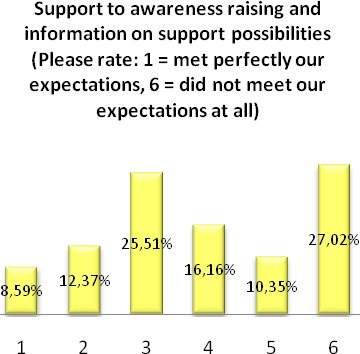 Support to awareness raising and
information on support possibilities
(Please rate: 1 = met perfectly our
expectations, 6 = did not meet our
expectations at all)
8,59%
12,37%
25,51%
16,16%
10,35%
27,02%
1 2 3 4 5 6